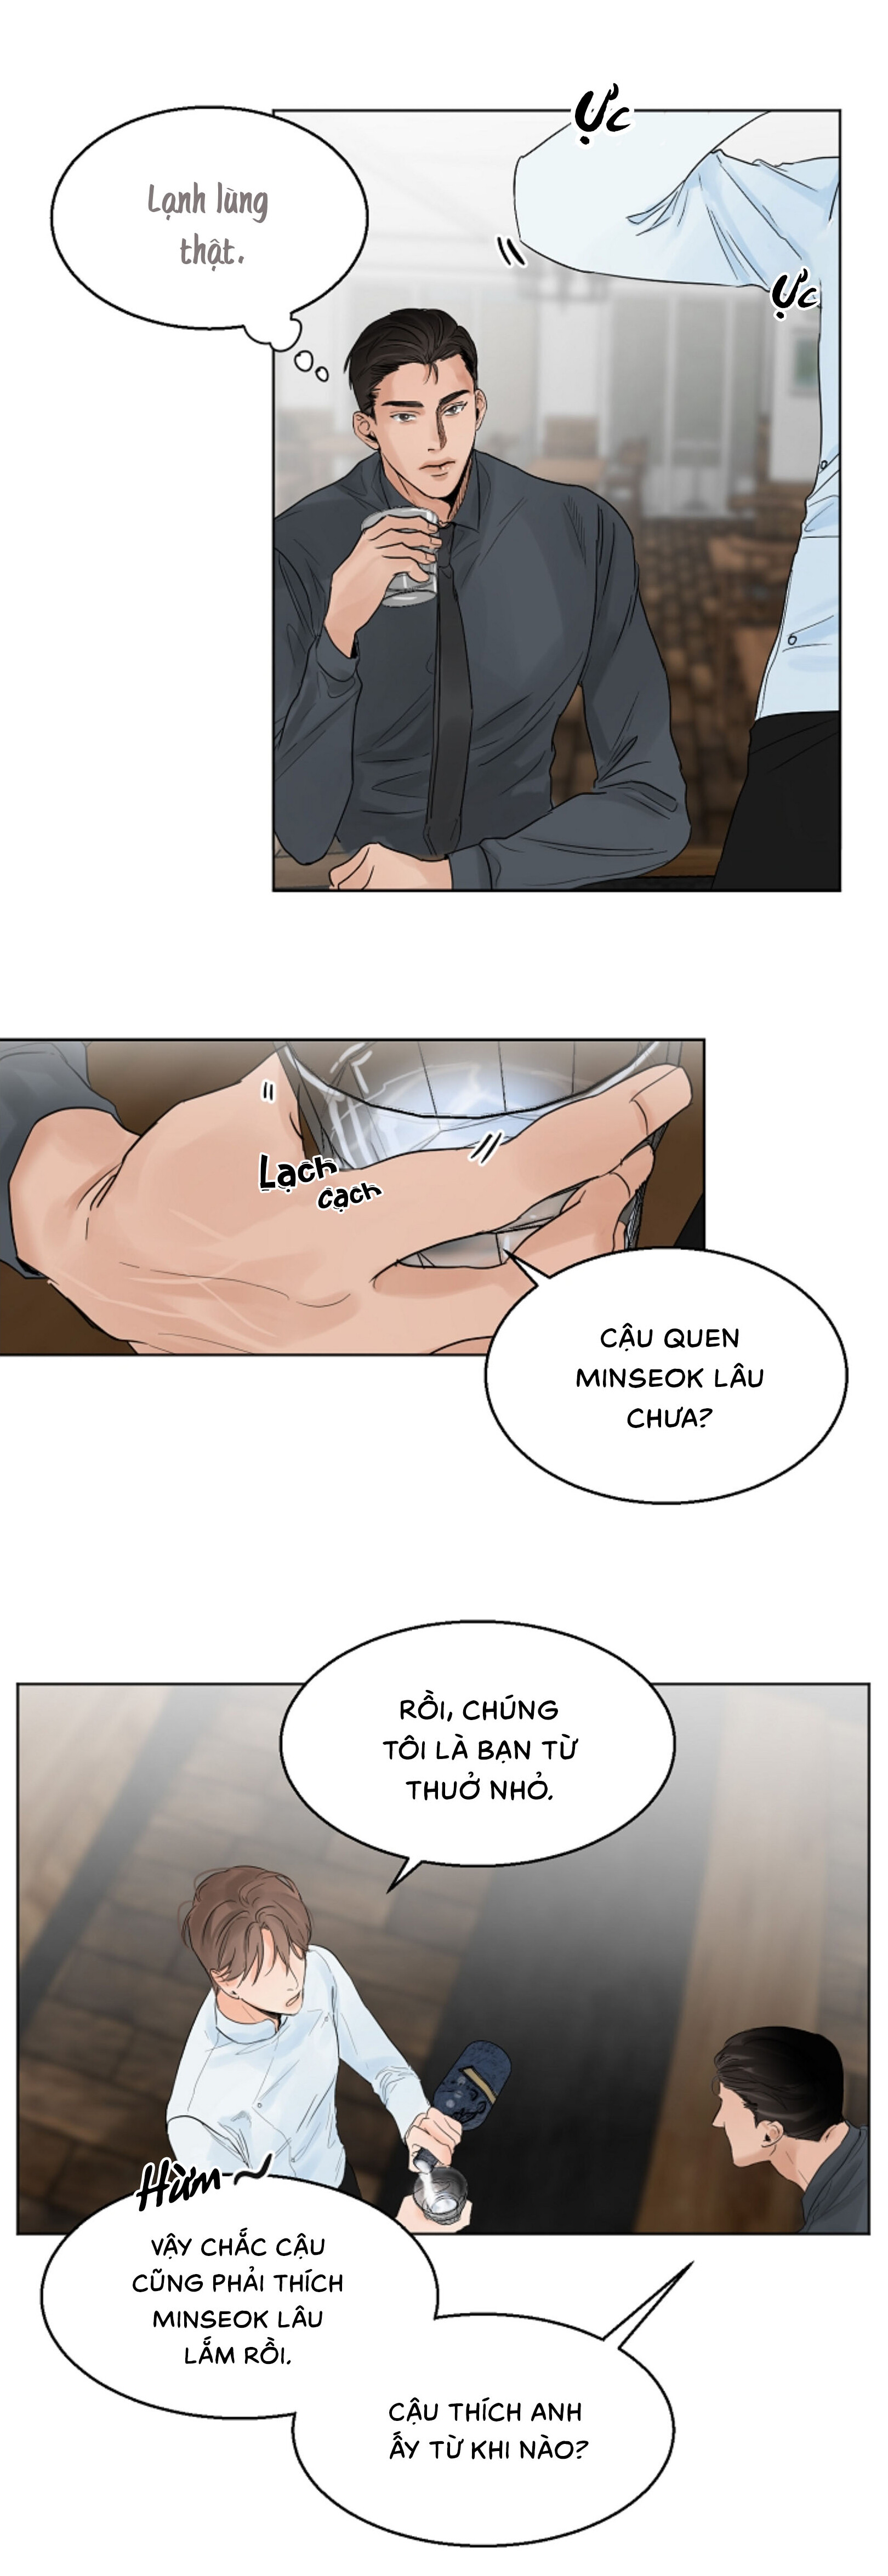 Ực
Lạnh lùng
thật.
Ực
Lạch
cạch
CẬU QUEN
MINSEOK LÂU
CHƯA?
RỒI, CHÚNG
TÔI LÀ BẠN TỪ
THUỞ NHỎ.
Hừm ~
VẬY CHẮC CẬU
CŨNG PHẢI THÍCH
MINSEOK LÂU
LẮM RỒI.
CẬU THÍCH ANH
ẤY TỪ KHI NÀO?